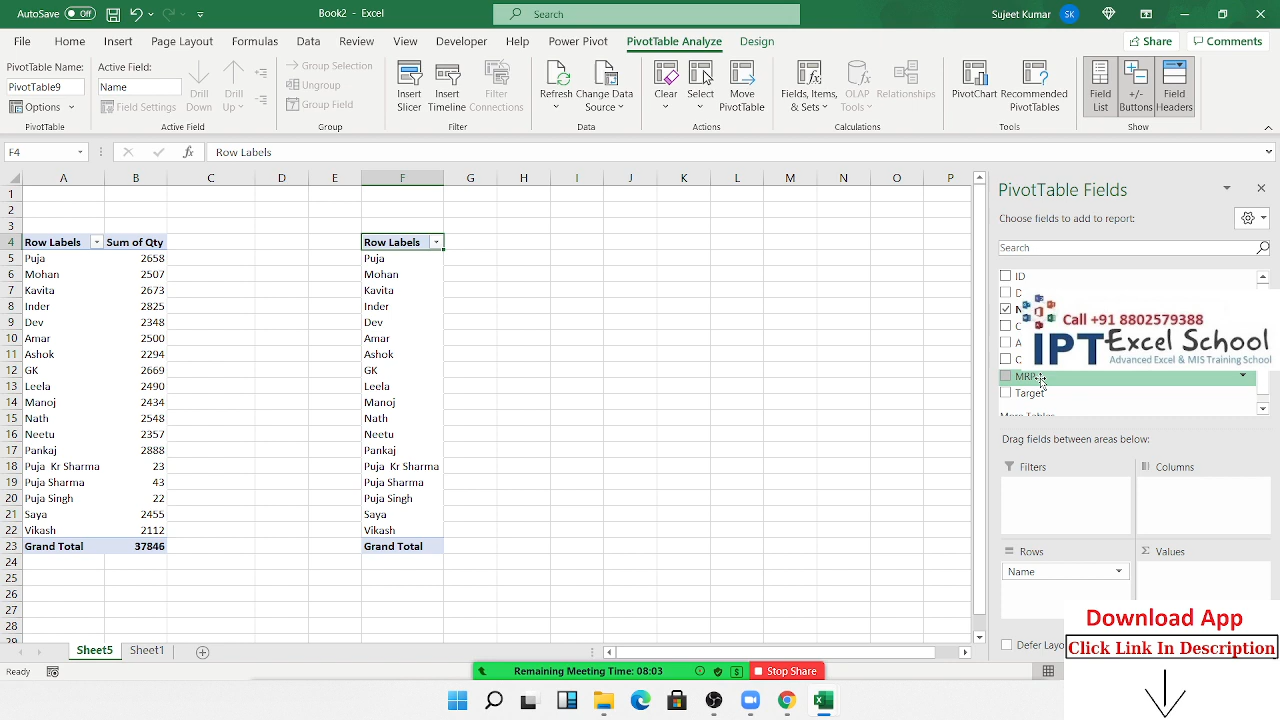 AutoSave Off Book2 - Excel Search Sujeet Kumar SK
File Home Insert Page Layout Formulas Data Review View Developer Help Power Pivot PivotTable Analyze Design Share Comments
PivotTable Name: Active Field:
PivotTable9 Name
Options Field Settings
Drill Down Drill Up
Group Selection
Ungroup
Group Field
Insert Slicer Insert Timeline Filter Connections
Refresh Change Data Source
Clear Select Move PivotTable
Fields, Items, & Sets OLAP Tools Relationships
PivotChart Recommended PivotTables
Field List +/- Buttons Field Headers
PivotTable Active Field Group Filter Data Actions Calculations Tools Show
F4 fx Row Labels
A B C D E F G H I J K L M N O P
1
2
3
4 Row Labels Sum of Qty Row Labels
5 Puja 2658 Puja
6 Mohan 2507 Mohan
7 Kavita 2673 Kavita
8 Inder 2825 Inder
9 Dev 2348 Dev
10 Amar 2500 Amar
11 Ashok 2294 Ashok
12 GK 2669 GK
13 Leela 2490 Leela
14 Manoj 2434 Manoj
15 Nath 2548 Nath
16 Neetu 2357 Neetu
17 Pankaj 2888 Pankaj
18 Puja Kr Sharma 23 Puja Kr Sharma
19 Puja Sharma 43 Puja Sharma
20 Puja Singh 22 Puja Singh
21 Saya 2455 Saya
22 Vikash 2112 Vikash
23 Grand Total 37846 Grand Total
24
25
26
27
28
29
PivotTable Fields
Choose fields to add to report:
Search
ID
MRP
Target
More Tables
Call +91 8802579388
IPT Excel School
Advanced Excel & MIS Training School
Drag fields between areas below:
Filters Columns
Rows Σ Values
Name
Download App
Click Link In Description
Sheet5 Sheet1
Ready
Remaining Meeting Time: 08:03 Stop Share